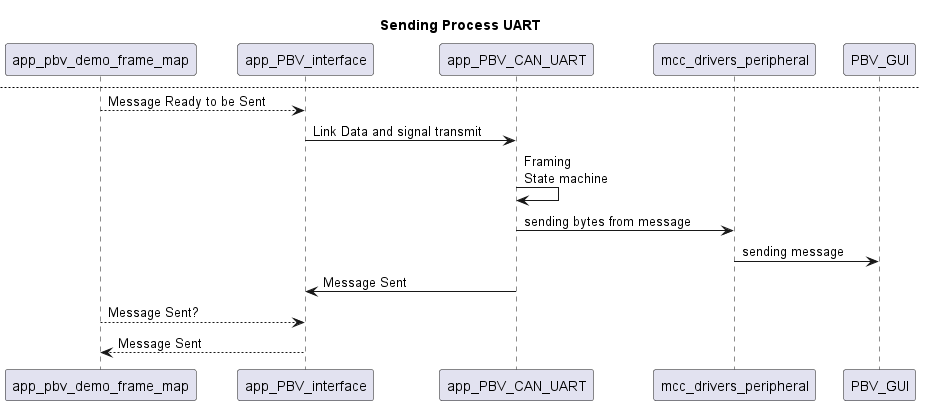 Sending Process UART
app_pbv_demo_frame_map
app_PBV_interface
app_PBV_CAN_UART
mcc_drivers_peripheral
PBV_GUI
Message Ready to be Sent
Link Data and signal transmit
Framing
State machine
sending bytes from message
sending message
Message Sent
Message Sent?
Message Sent
app_pbv_demo_frame_map
app_PBV_interface
app_PBV_CAN_UART
mcc_drivers_peripheral
PBV_GUI